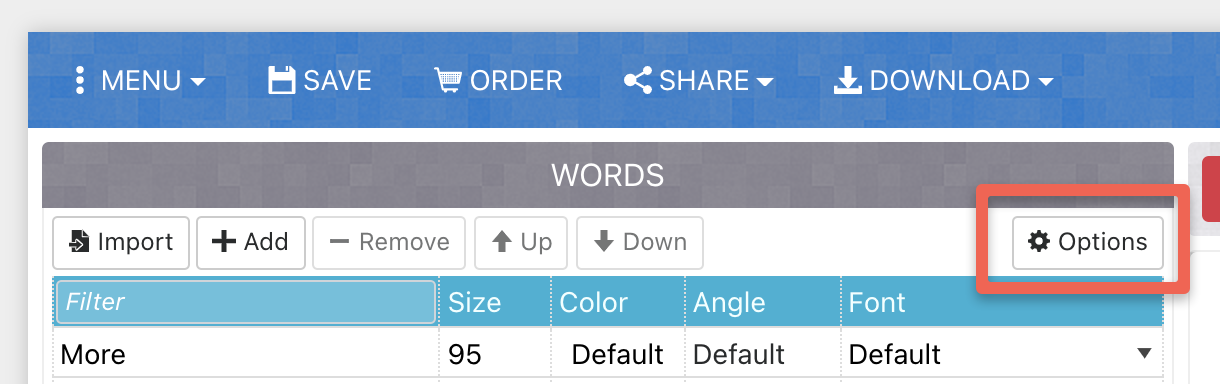 MENU SAVE ORDER SHARE DOWNLOAD
WORDS
Import Add Remove Up Down Options
Filter Size Color Angle Font
More 95 Default Default Default